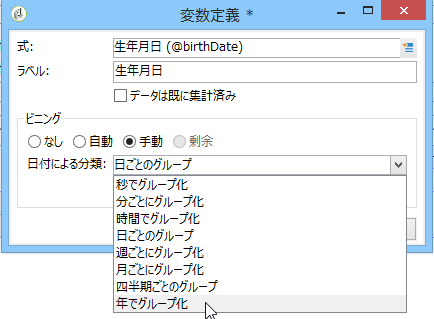 変数定義 *
式: 生年月日 (@birthDate)
ラベル: 生年月日
データは既に集計済み
ビニング
なし 自動 手動 剰余
日付による分類: 日ごとのグループ
秒でグループ化
分ごとにグループ化
時間でグループ化
日ごとのグループ
週ごとにグループ化
月ごとにグループ化
四半期ごとのグループ
年でグループ化